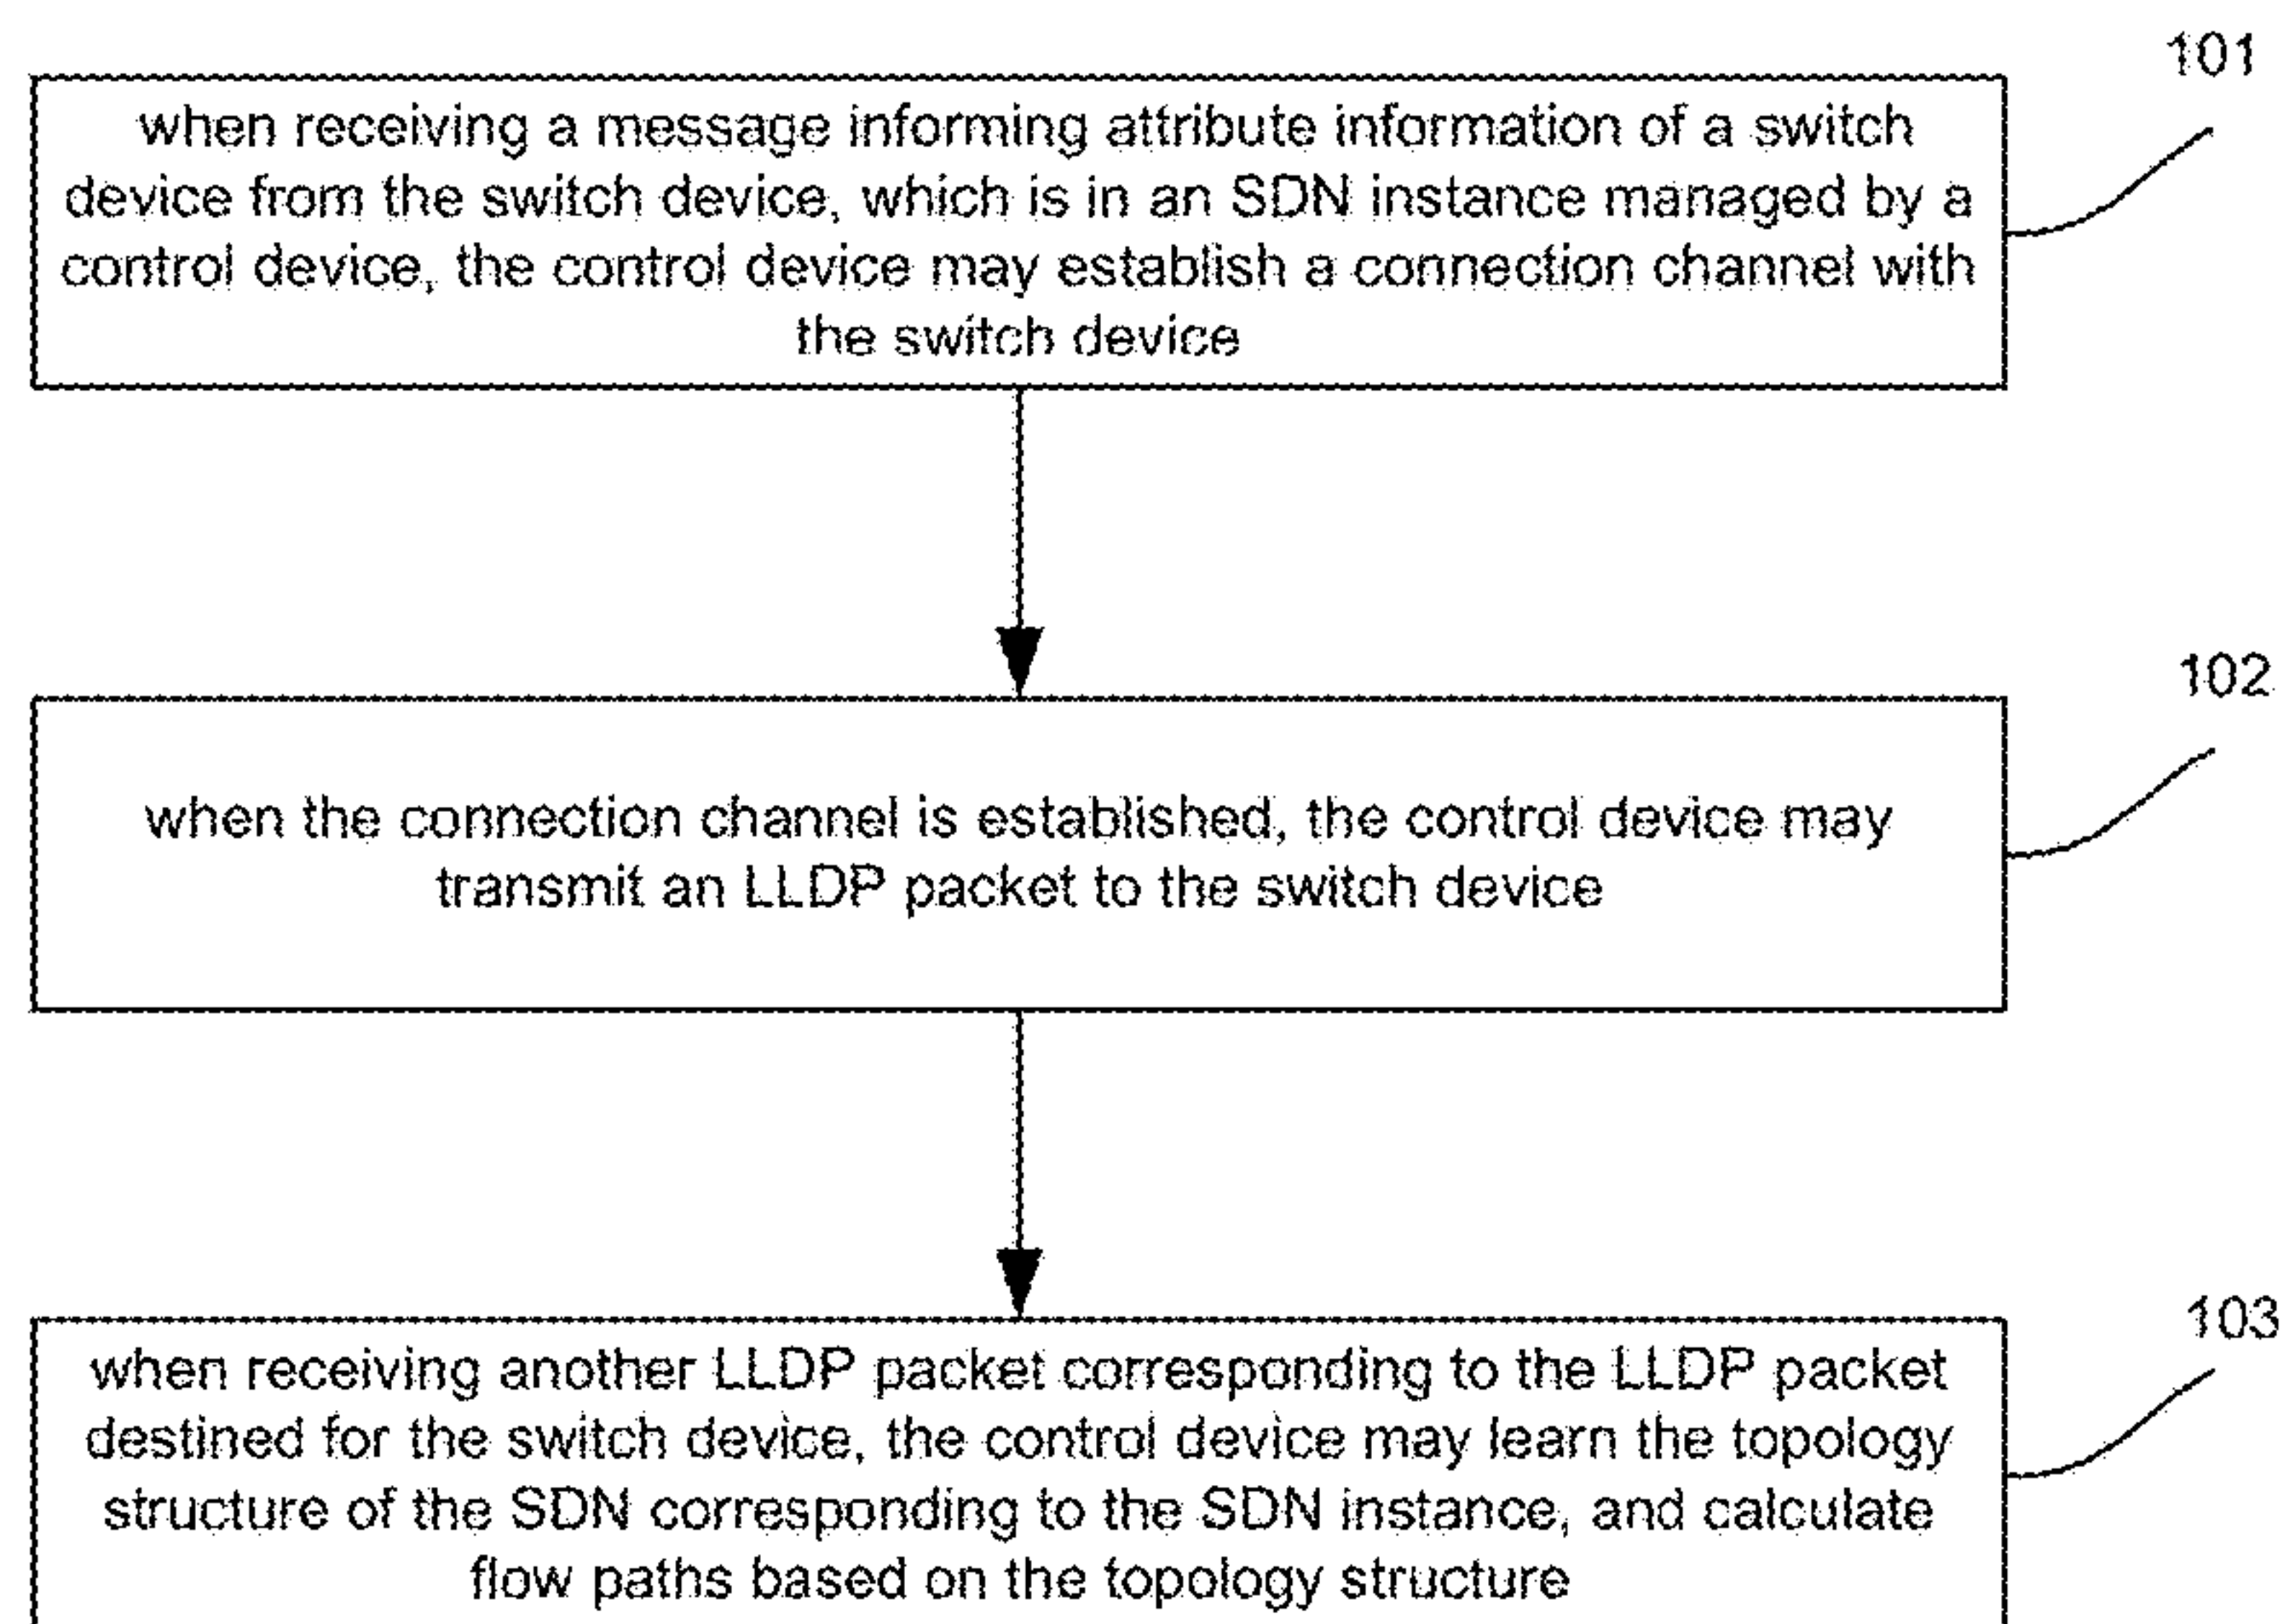 101
when receiving a message informing attribute information of a switch
device from the switch device, which is in an SDN instance managed by a
control device, the control device may establish a connection channel with
the switch device
102
when the connection channel is established, the control device may
transmit an LLDP packet to the switch device
103
when receiving another LLDP packet corresponding to the LLDP packet
destined for the switch device, the control device may learn the topology
structure of the SDN corresponding to the SDN instance, and calculate
flow paths based on the topology structure